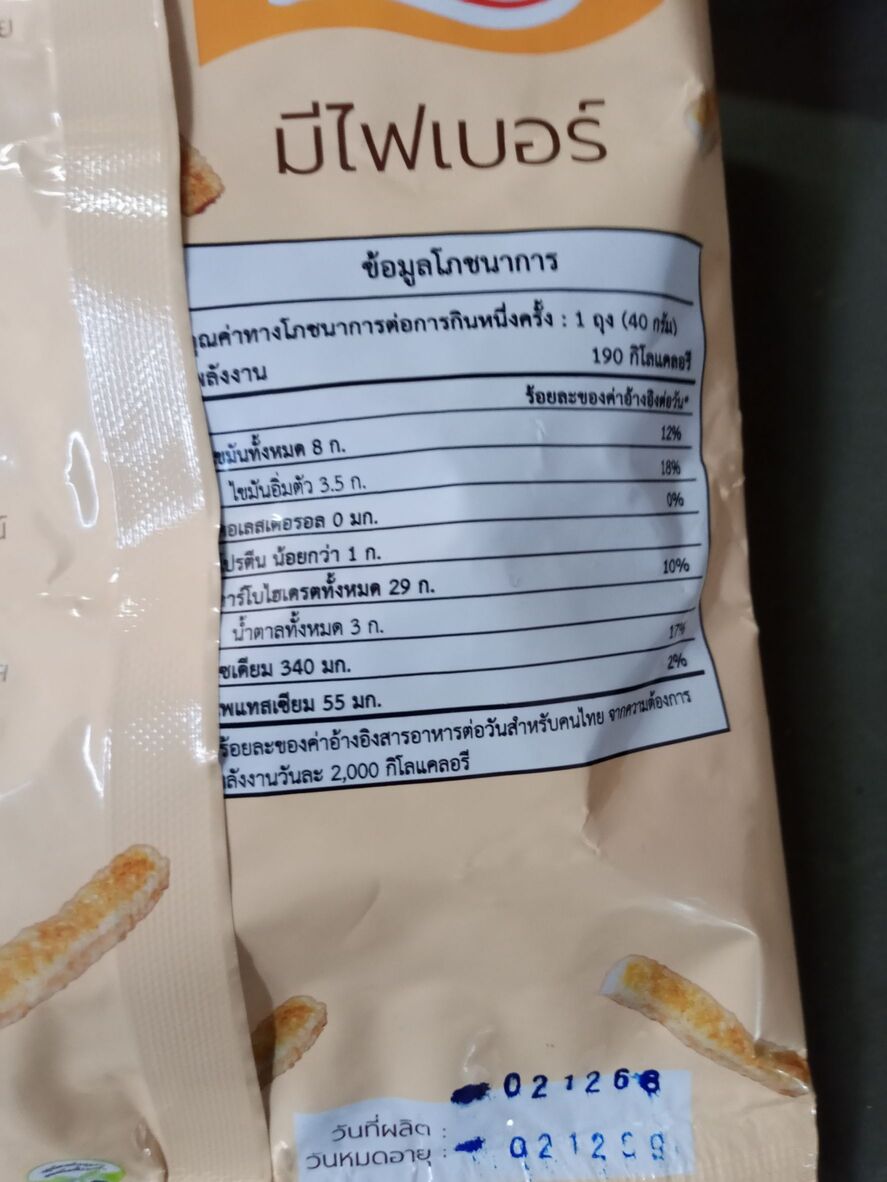 มีไฟเบอร์
ข้อมูลโภชนาการ
คุณค่าทางโภชนาการต่อการกินหนึ่งครั้ง : 1 ถุง (40 กรัม)
พลังงาน 190 กิโลแคลอรี
ร้อยละของค่าอ้างอิงต่อวัน*
ไขมันทั้งหมด 8 ก. 12%
ไขมันอิ่มตัว 3.5 ก. 18%
คอเลสเตอรอล 0 มก. 0%
โปรตีน น้อยกว่า 1 ก.
คาร์โบไฮเดรตทั้งหมด 29 ก. 10%
น้ำตาลทั้งหมด 3 ก.
โซเดียม 340 มก. 17%
โพแทสเซียม 55 มก. 2%
ร้อยละของค่าอ้างอิงสารอาหารต่อวันสำหรับคนไทย จากความต้องการ
พลังงานวันละ 2,000 กิโลแคลอรี
วันที่ผลิต : 021268
วันหมดอายุ :